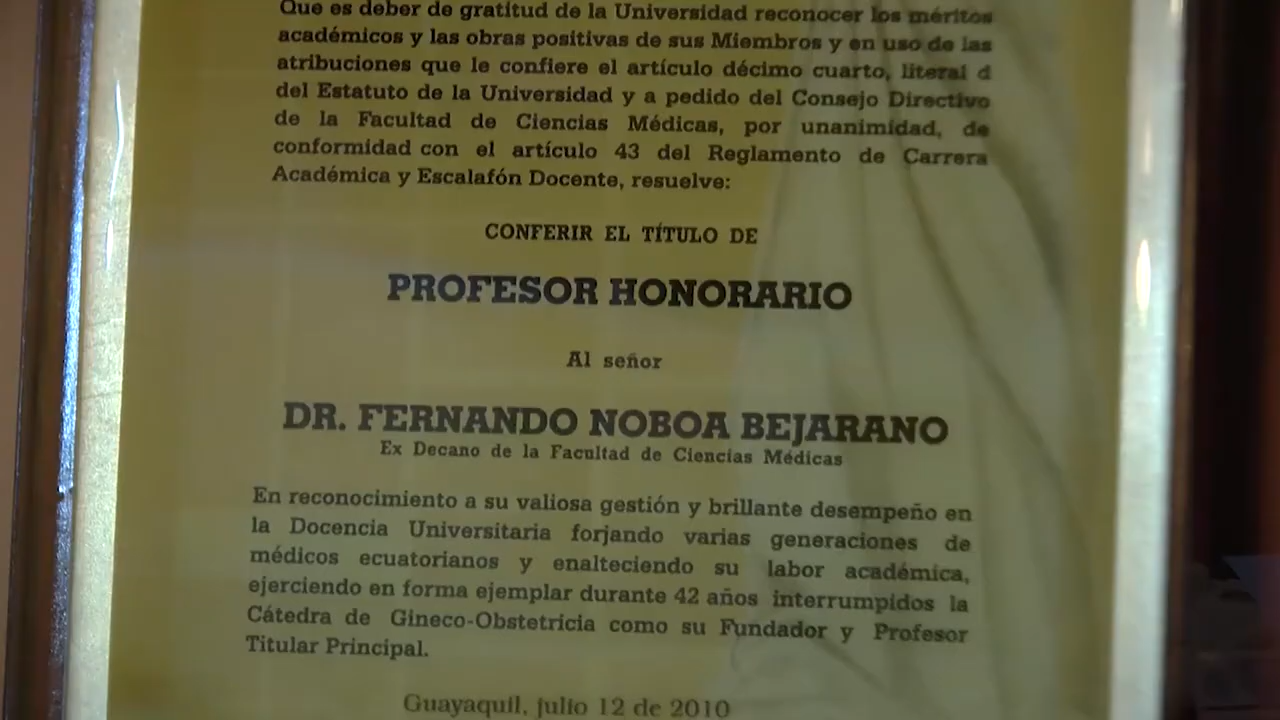 Que es deber de gratitud de la Universidad reconocer los méritos
académicos y las obras positivas de sus Miembros y en uso de las
atribuciones que le confiere el artículo décimo cuarto, literal d
del Estatuto de la Universidad y a pedido del Consejo Directivo
de la Facultad de Ciencias Médicas, por unanimidad, de
conformidad con el artículo 43 del Reglamento de Carrera
Académica y Escalafón Docente, resuelve:
CONFERIR EL TÍTULO DE
PROFESOR HONORARIO
Al señor
DR. FERNANDO NOBOA BEJARANO
Ex Decano de la Facultad de Ciencias Médicas
En reconocimiento a su valiosa gestión y brillante desempeño en
la Docencia Universitaria forjando varias generaciones de
médicos ecuatorianos y enalteciendo su labor académica,
ejerciendo en forma ejemplar durante 42 años interrumpidos la
Cátedra de Gineco-Obstetricia como su Fundador y Profesor
Titular Principal.
Guayaquil, julio 12 de 2010